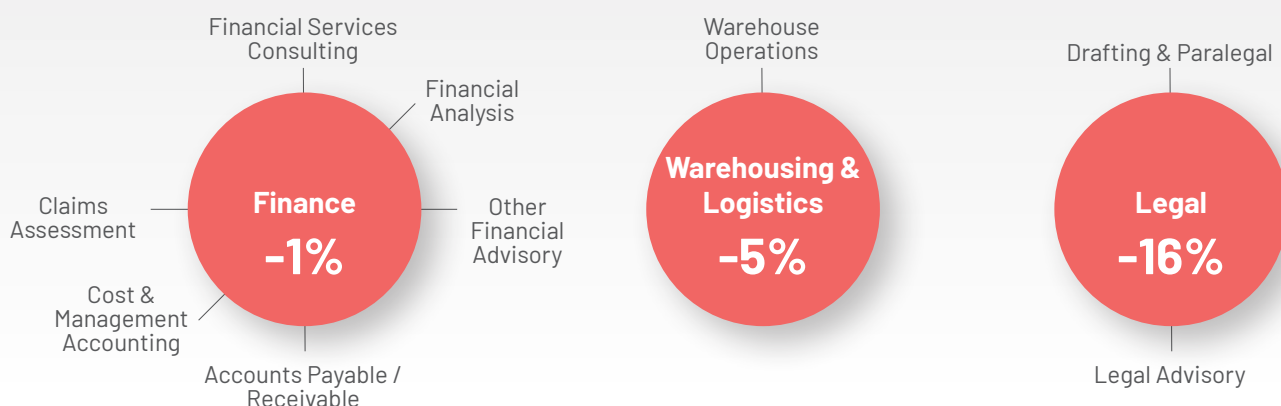 Financial Services
Consulting
Financial
Analysis
Claims
Assessment
Finance
-1%
Other
Financial
Advisory
Cost &
Management
Accounting
Accounts Payable /
Receivable
Warehouse
Operations
Warehousing &
Logistics
-5%
Drafting & Paralegal
Legal
-16%
Legal Advisory